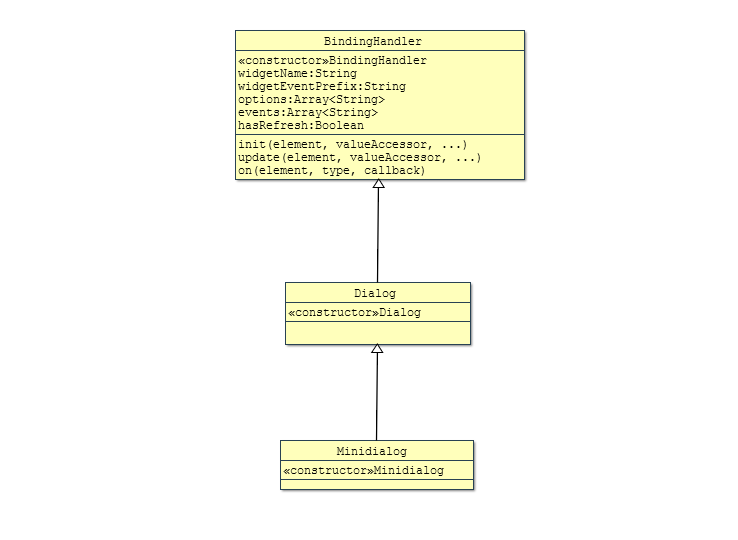 BindingHandler
«constructor»BindingHandler
widgetName:String
widgetEventPrefix:String
options:Array<String>
events:Array<String>
hasRefresh:Boolean
init(element, valueAccessor, ...)
update(element, valueAccessor, ...)
on(element, type, callback)
Dialog
«constructor»Dialog
Minidialog
«constructor»Minidialog